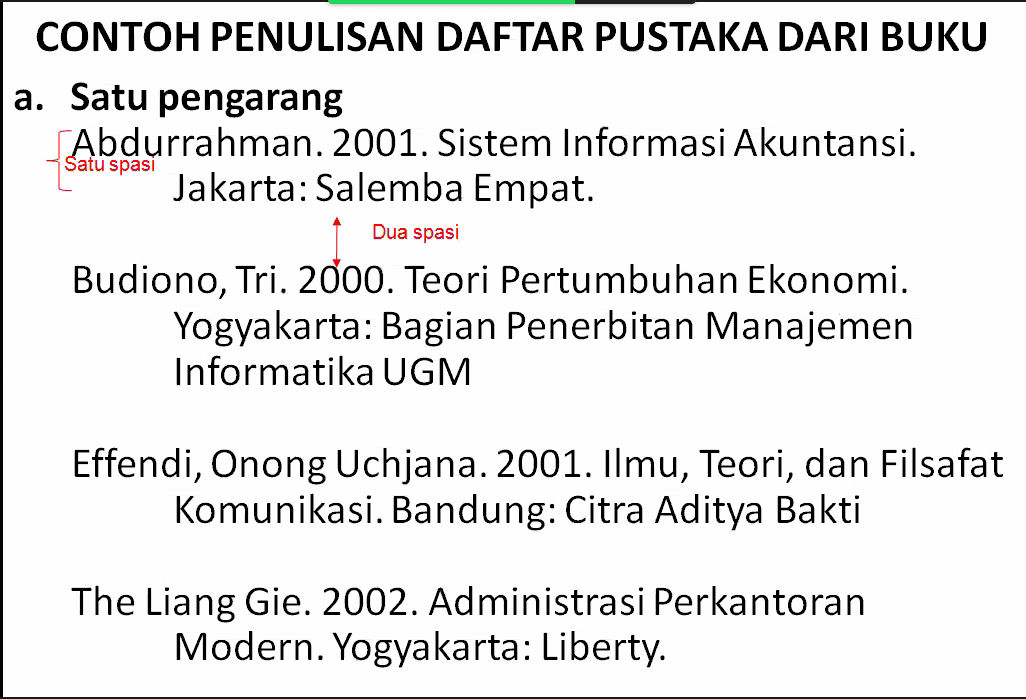 CONTOH PENULISAN DAFTAR PUSTAKA DARI BUKU
a. Satu pengarang
Abdurrahman. 2001. Sistem Informasi Akuntansi.
Satu spasi
Jakarta: Salemba Empat.
Dua spasi
Budiono, Tri. 2000. Teori Pertumbuhan Ekonomi.
Yogyakarta: Bagian Penerbitan Manajemen
Informatika UGM
Effendi, Onong Uchjana. 2001. Ilmu, Teori, dan Filsafat
Komunikasi. Bandung: Citra Aditya Bakti
The Liang Gie. 2002. Administrasi Perkantoran
Modern. Yogyakarta: Liberty.